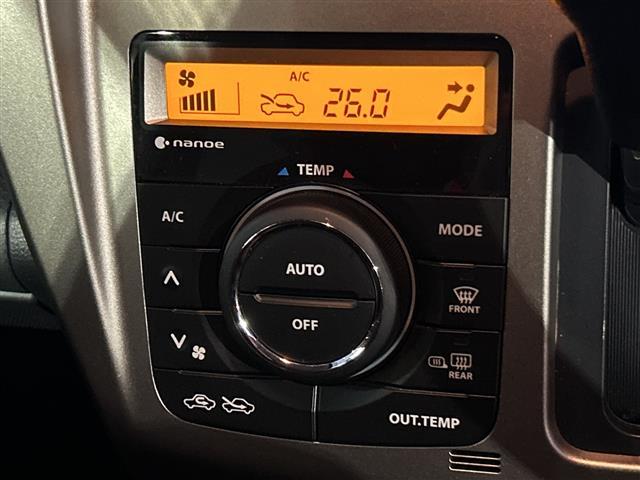 A/C
26.0
nanoe
TEMP
A/C
MODE
AUTO
OFF
FRONT
REAR
OUT.TEMP